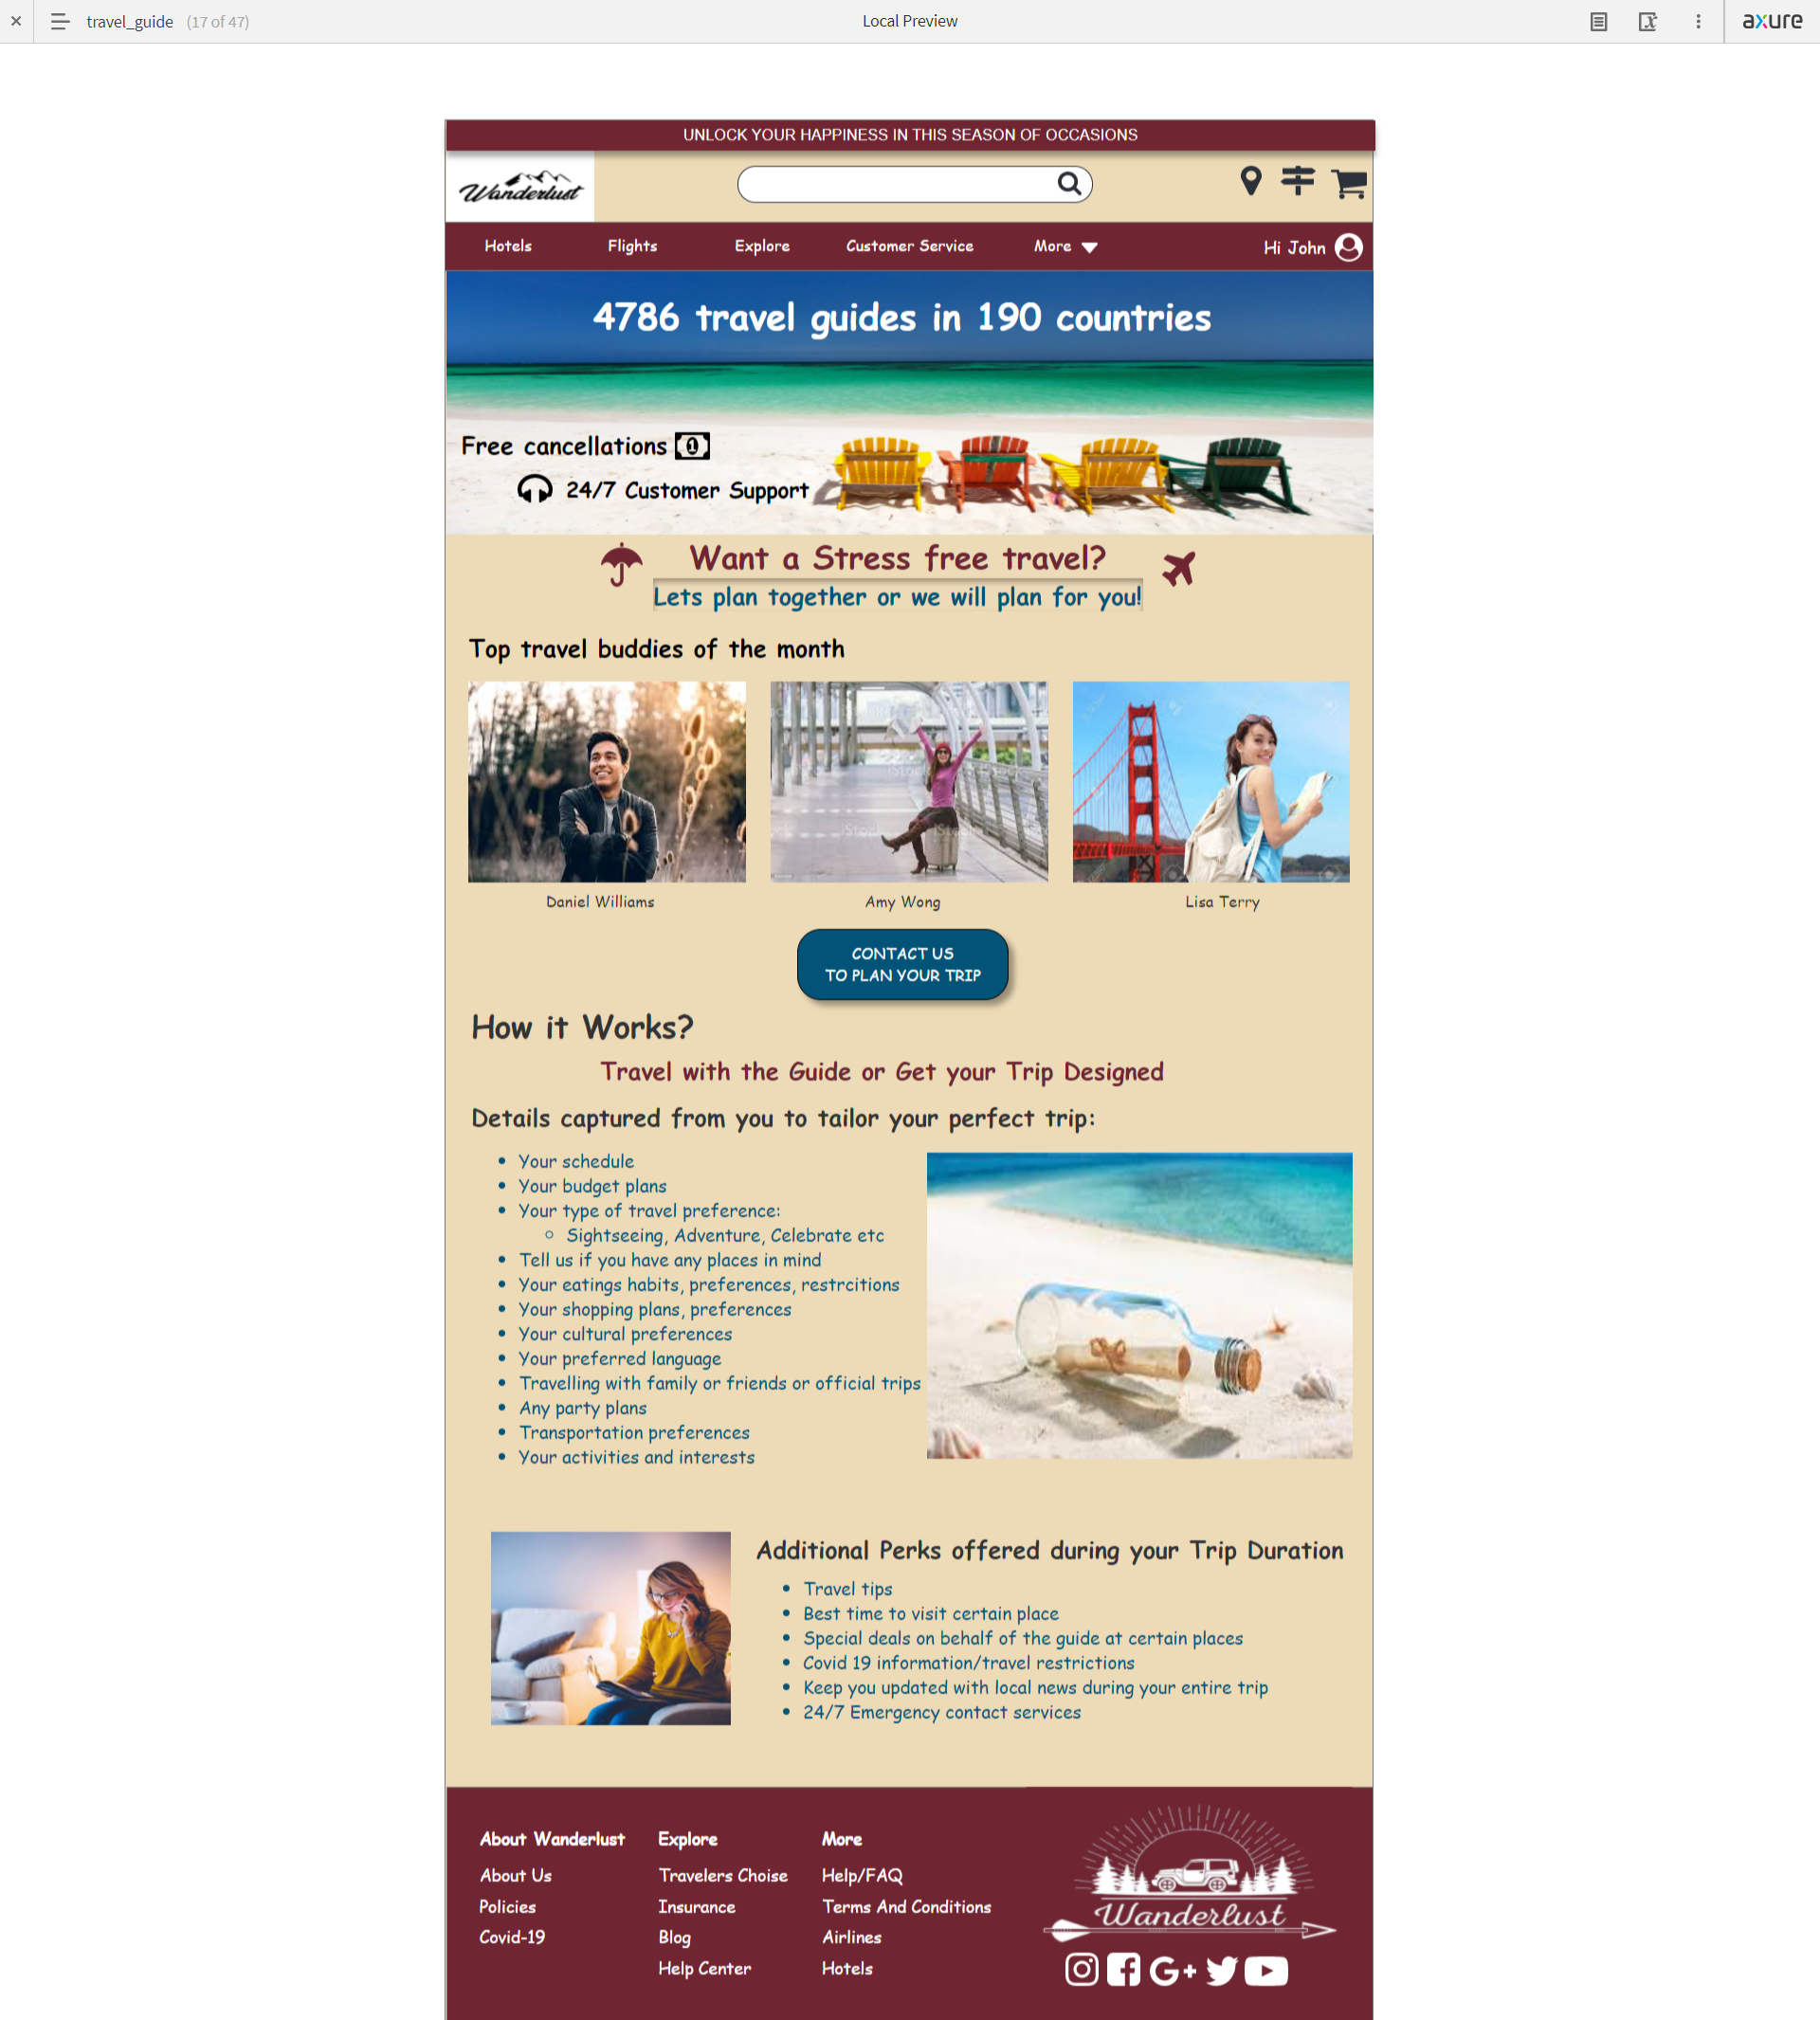 travel_guide (17 of 47)
Local Preview
axure
UNLOCK YOUR HAPPINESS IN THIS SEASON OF OCCASIONS
Wanderlust
Hotels Flights Explore Customer Service More Hi John
4786 travel guides in 190 countries
Free cancellations
24/7 Customer Support
Want a Stress free travel?
Lets plan together or we will plan for you!
Top travel buddies of the month
iStock
iStock
iStock
Daniel Williams Amy Wong Lisa Terry
CONTACT US
TO PLAN YOUR TRIP
How it Works?
Travel with the Guide or Get your Trip Designed
Details captured from you to tailor your perfect trip:
Your schedule
Your budget plans
Your type of travel preference:
Sightseeing, Adventure, Celebrate etc
Tell us if you have any places in mind
Your eatings habits, preferences, restrcitions
Your shopping plans, preferences
Your cultural preferences
Your preferred language
Travelling with family or friends or official trips
Any party plans
Transportation preferences
Your activities and interests
Additional Perks offered during your Trip Duration
Travel tips
Best time to visit certain place
Special deals on behalf of the guide at certain places
Covid 19 information/travel restrictions
Keep you updated with local news during your entire trip
24/7 Emergency contact services
About Wanderlust
About Us
Policies
Covid-19
Explore
Travelers Choise
Insurance
Blog
Help Center
More
Help/FAQ
Terms And Conditions
Airlines
Hotels
Wanderlust